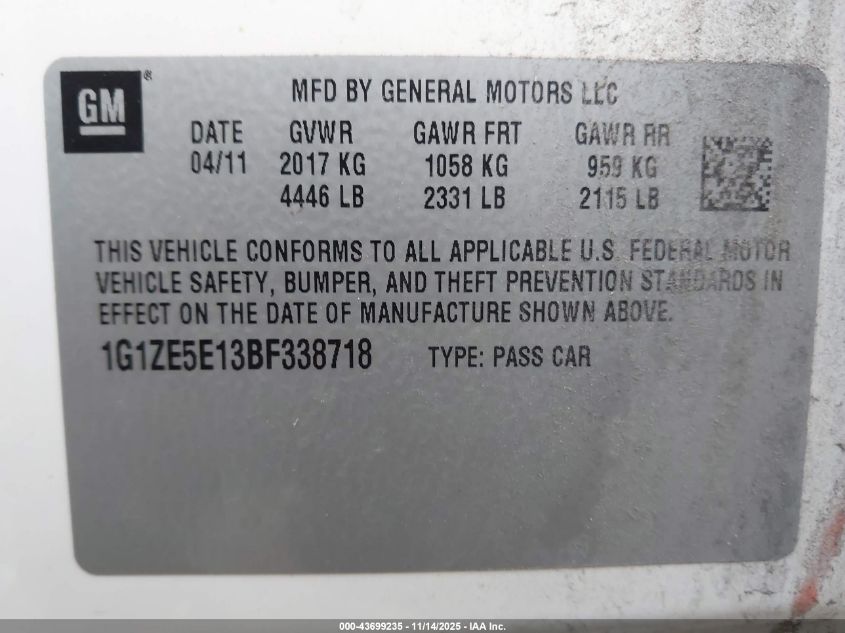 GM®
MFD BY GENERAL MOTORS LLC
DATE GVWR GAWR FRT GAWR RR
04/11 2017 KG 1058 KG 959 KG
4446 LB 2331 LB 2115 LB
THIS VEHICLE CONFORMS TO ALL APPLICABLE U.S. FEDERAL MOTOR
VEHICLE SAFETY, BUMPER, AND THEFT PREVENTION STANDARDS IN
EFFECT ON THE DATE OF MANUFACTURE SHOWN ABOVE.
1G1ZE5E13BF338718 TYPE: PASS CAR
000-43699235 - 11/14/2025 - IAA Inc.